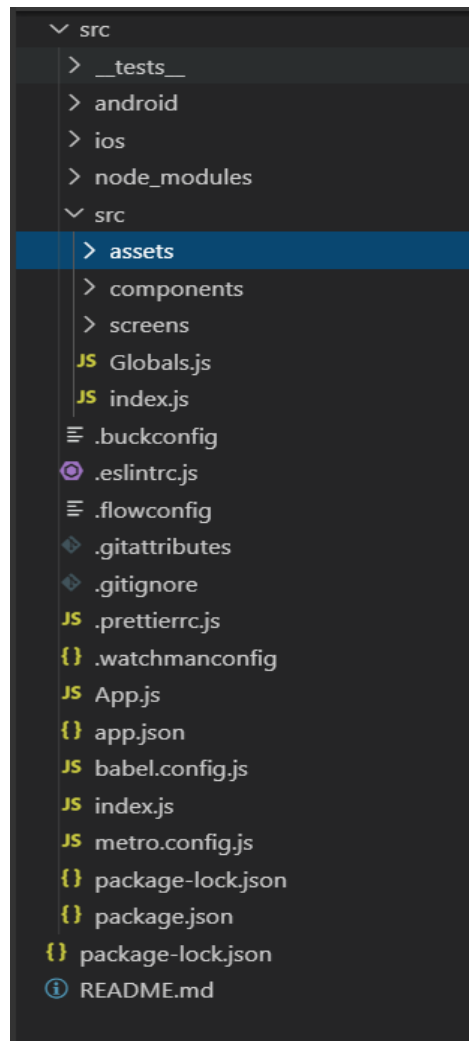 src
__tests__
android
ios
node_modules
src
assets
components
screens
JS Globals.js
JS index.js
.buckconfig
.eslintrc.js
.flowconfig
.gitattributes
.gitignore
JS .prettierrc.js
{} .watchmanconfig
JS App.js
{} app.json
JS babel.config.js
JS index.js
JS metro.config.js
{} package-lock.json
{} package.json
{} package-lock.json
README.md